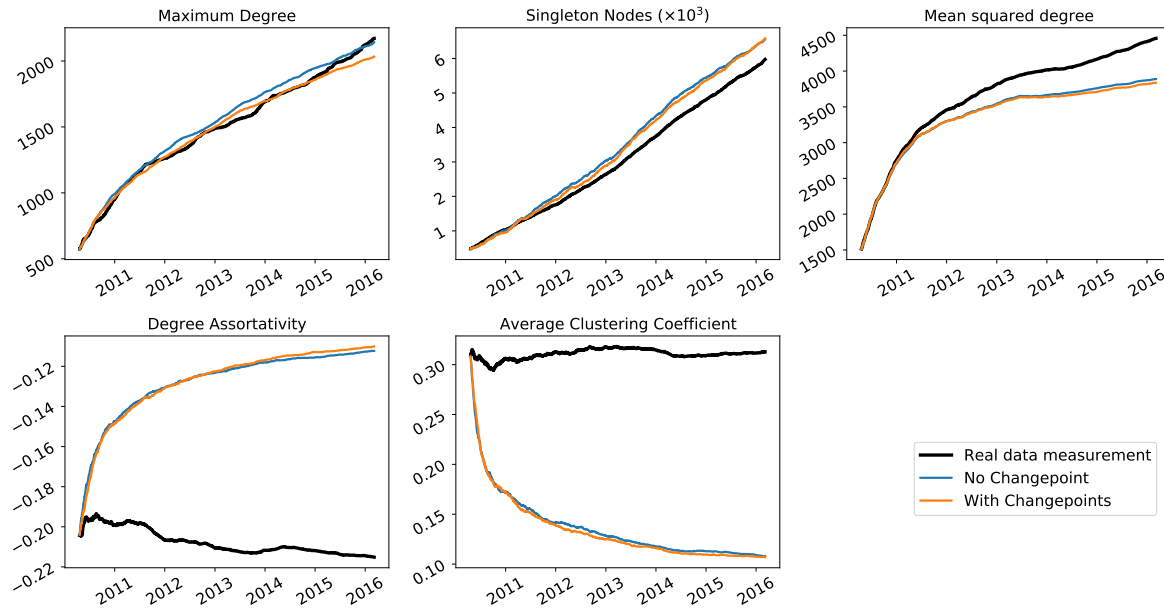 Maximum Degree
2000
1500
1000
500
2011 2012 2013 2014 2015 2016
Singleton Nodes (×10³)
6
5
4
3
2
1
2011 2012 2013 2014 2015 2016
Mean squared degree
4500
4000
3500
3000
2500
2000
1500
2011 2012 2013 2014 2015 2016
Degree Assortativity
−0.12
−0.14
−0.16
−0.18
−0.20
−0.22
2011 2012 2013 2014 2015 2016
Average Clustering Coefficient
0.30
0.25
0.20
0.15
0.10
2011 2012 2013 2014 2015 2016
Real data measurement
No Changepoint
With Changepoints